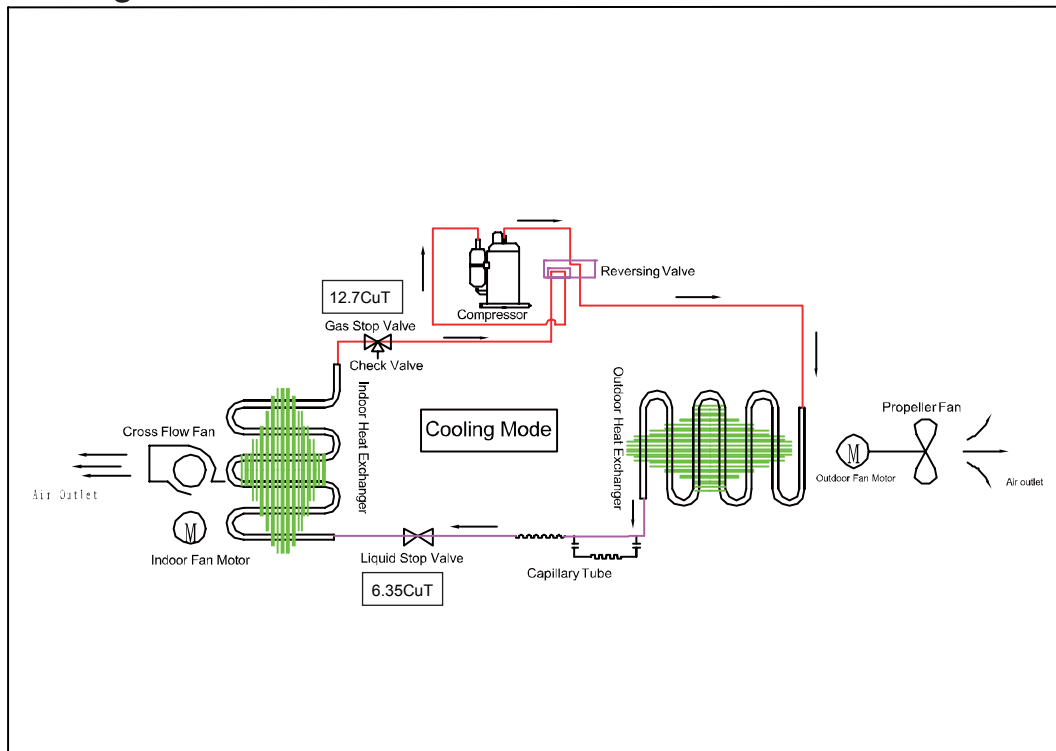 Reversing Valve
12.7CuT
Compressor
Gas Stop Valve
Check Valve
Indoor Heat Exchanger
Outdoor Heat Exchanger
Cooling Mode
Cross Flow Fan
Propeller Fan
M
Outdoor Fan Motor
Air outlet
Air Outlet
M
Indoor Fan Motor
Liquid Stop Valve
Capillary Tube
6.35CuT